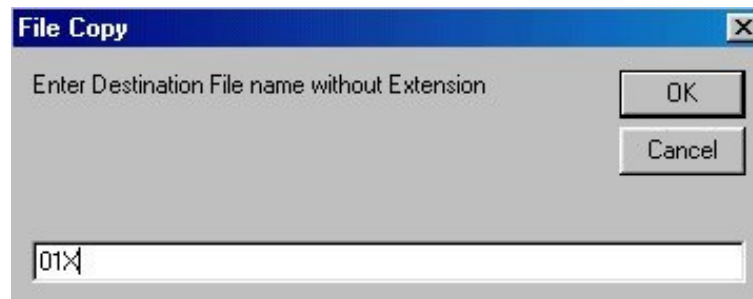 File Copy
Enter Destination File name without Extension
OK
Cancel
01X